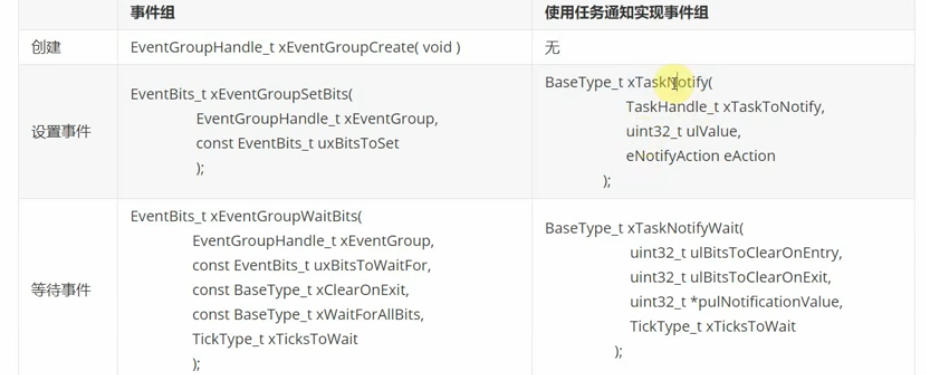 事件组 使用任务通知实现事件组
创建 EventGroupHandle_t xEventGroupCreate( void ) 无
设置事件
EventBits_t xEventGroupSetBits(
EventGroupHandle_t xEventGroup,
const EventBits_t uxBitsToSet
);
BaseType_t xTaskNotify(
TaskHandle_t xTaskToNotify,
uint32_t ulValue,
eNotifyAction eAction
);
等待事件
EventBits_t xEventGroupWaitBits(
EventGroupHandle_t xEventGroup,
const EventBits_t uxBitsToWaitFor,
const BaseType_t xClearOnExit,
const BaseType_t xWaitForAllBits,
TickType_t xTicksToWait
);
BaseType_t xTaskNotifyWait(
uint32_t ulBitsToClearOnEntry,
uint32_t ulBitsToClearOnExit,
uint32_t *pulNotificationValue,
TickType_t xTicksToWait
);